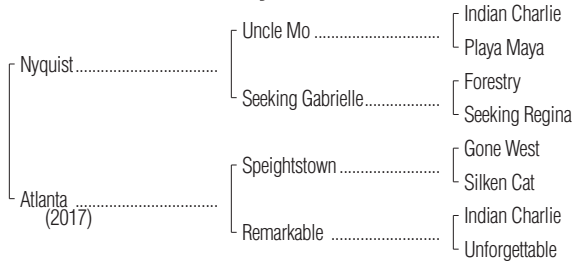 Indian Charlie
Uncle Mo ............................
Playa Maya
Nyquist................................
Forestry
Seeking Gabrielle.................
Seeking Regina
Gone West
Speightstown ......................
Silken Cat
Atlanta ................................
(2017)
Indian Charlie
Remarkable ........................
Unforgettable